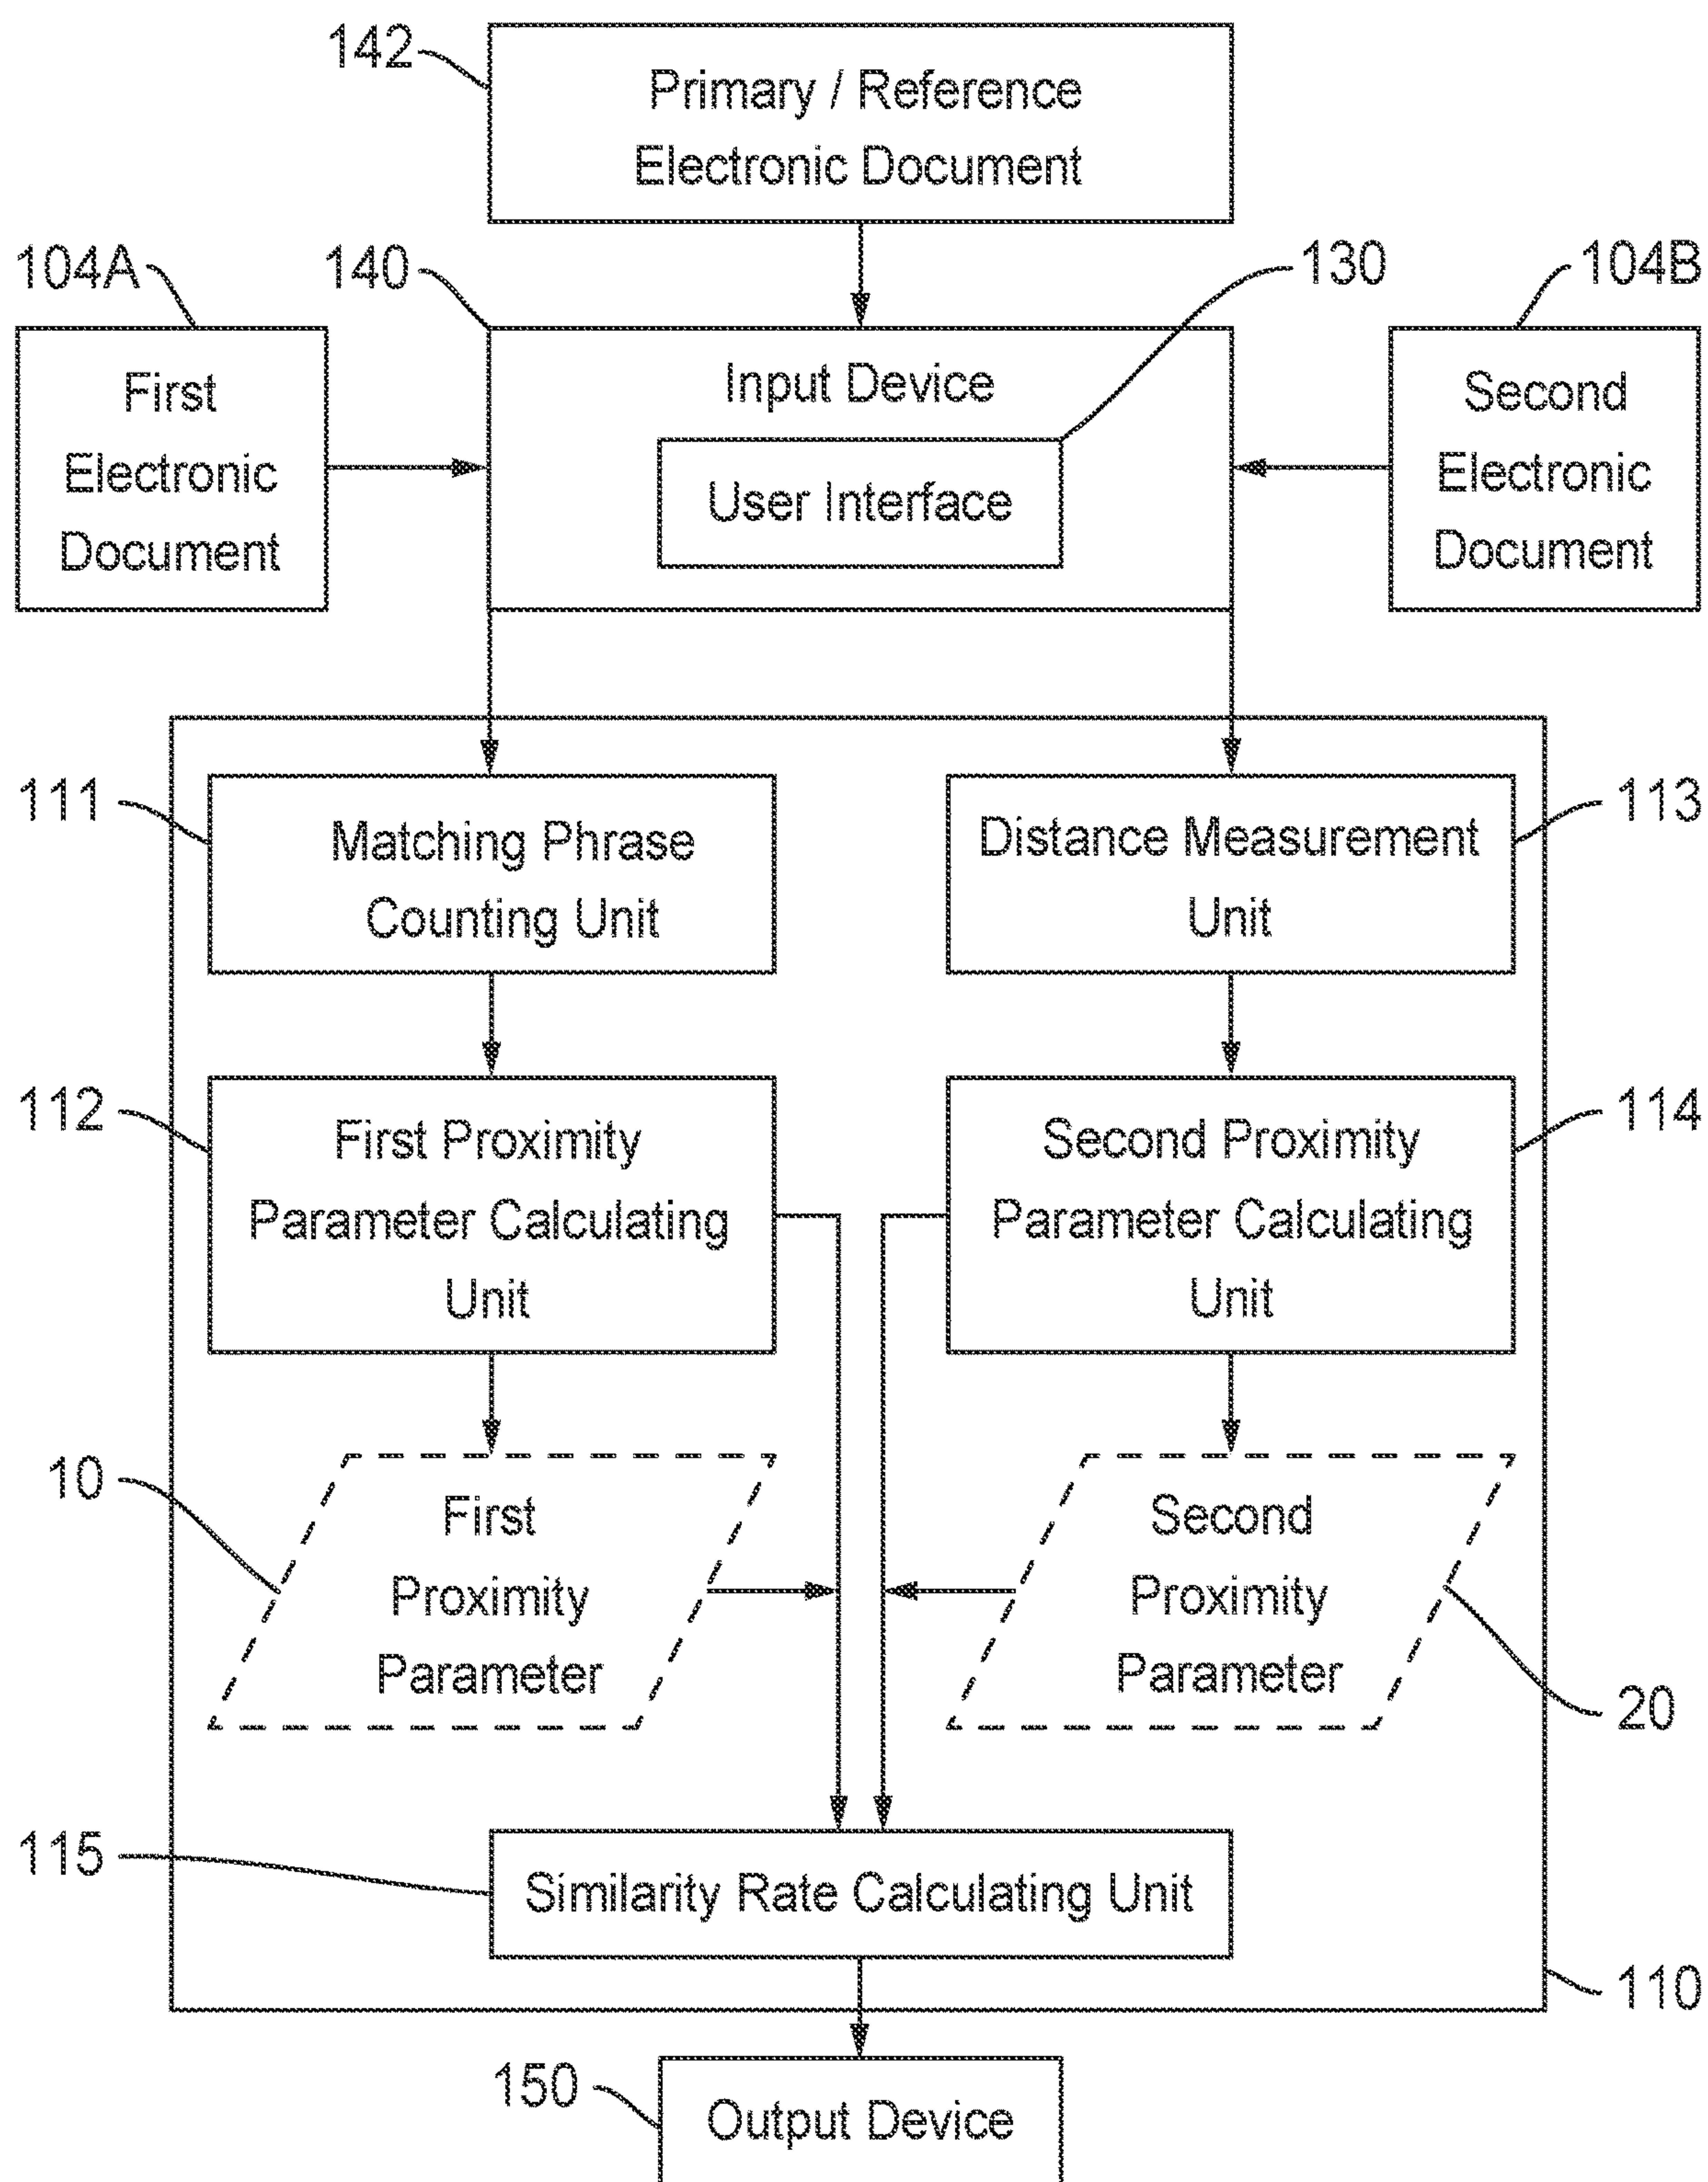 142
Primary / Reference
Electronic Document
104A
140
130
104B
First
Electronic
Document
Input Device
User Interface
Second
Electronic
Document
111
Matching Phrase
Counting Unit
Distance Measurement
Unit
113
112
First Proximity
Parameter Calculating
Unit
Second Proximity
Parameter Calculating
Unit
114
10
First
Proximity
Parameter
Second
Proximity
Parameter
20
115
Similarity Rate Calculating Unit
110
150
Output Device